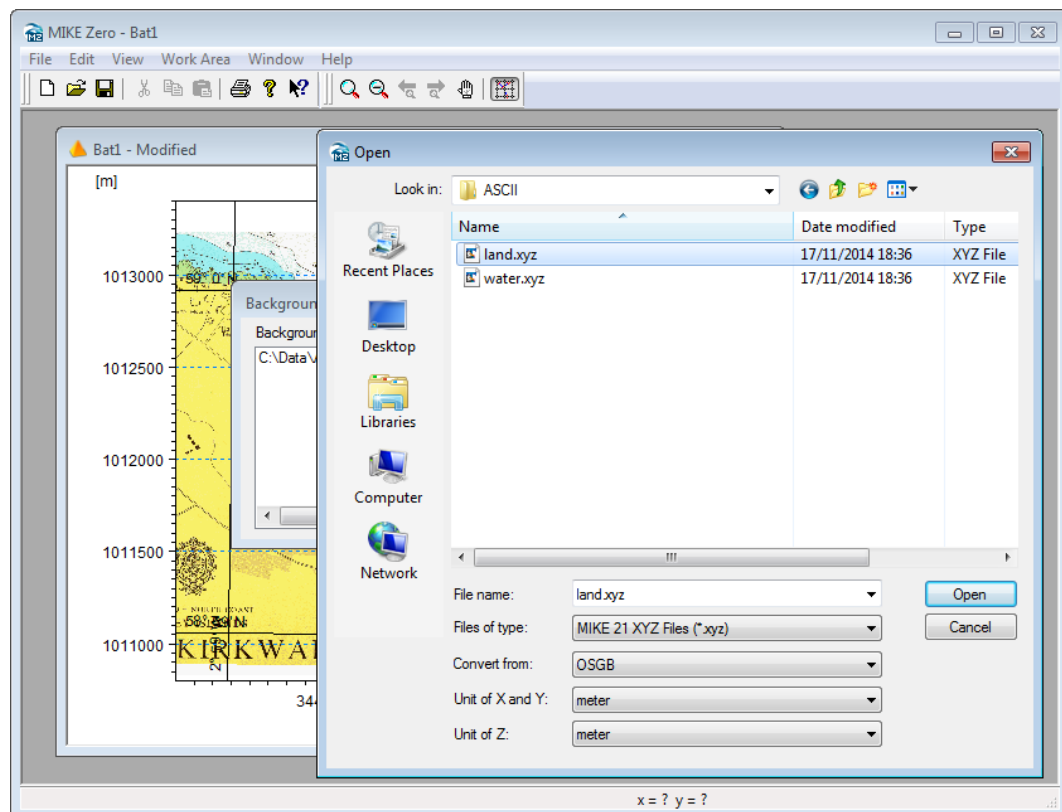 MIKE Zero - Bat1
File Edit View Work Area Window Help
Bat1 - Modified
[m]
1013000
1012500
1012000
1011500
1011000
344
59° 0' N
KIRKWAL
Backgroun
Backgroun
C:\Data\
Open
Look in: ASCII
Recent Places
Desktop
Libraries
Computer
Network
Name Date modified Type
land.xyz 17/11/2014 18:36 XYZ File
water.xyz 17/11/2014 18:36 XYZ File
File name: land.xyz Open
Files of type: MIKE 21 XYZ Files (*.xyz) Cancel
Convert from: OSGB
Unit of X and Y: meter
Unit of Z: meter
x = ? y = ?